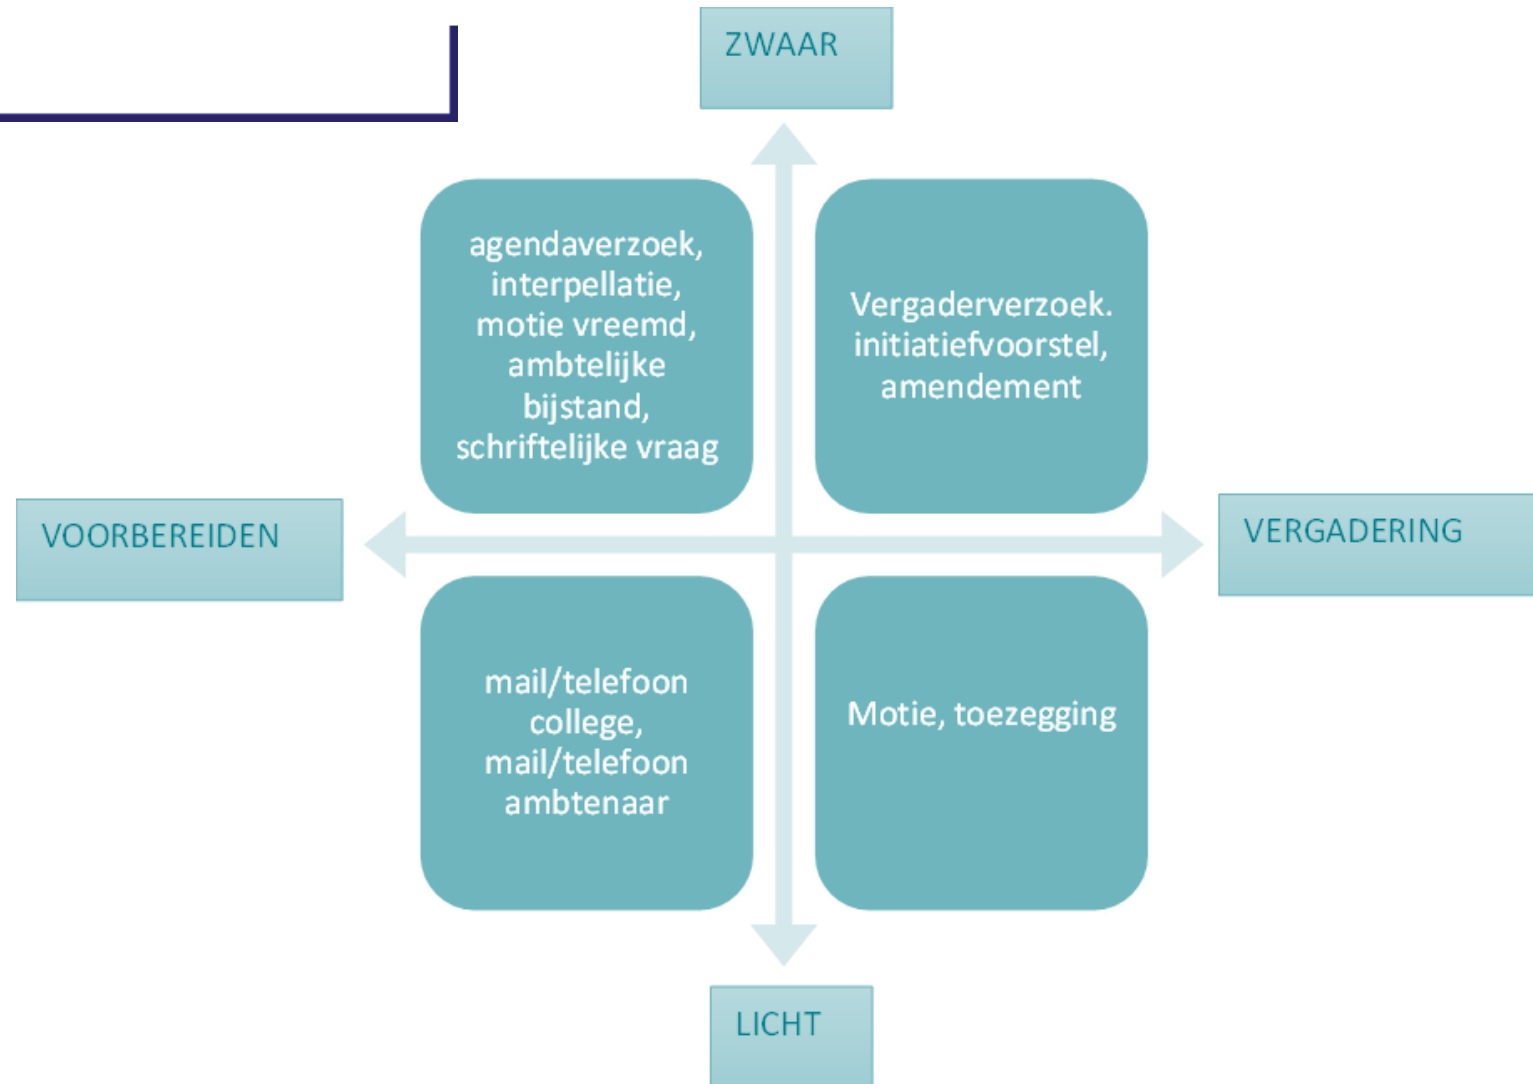 ZWAAR
agendaverzoek,
interpellatie,
motie vreemd,
ambtelijke
bijstand,
schriftelijke vraag
Vergaderverzoek.
initiatiefvoorstel,
amendement
VOORBEREIDEN
VERGADERING
mail/telefoon
college,
mail/telefoon
ambtenaar
Motie, toezegging
LICHT